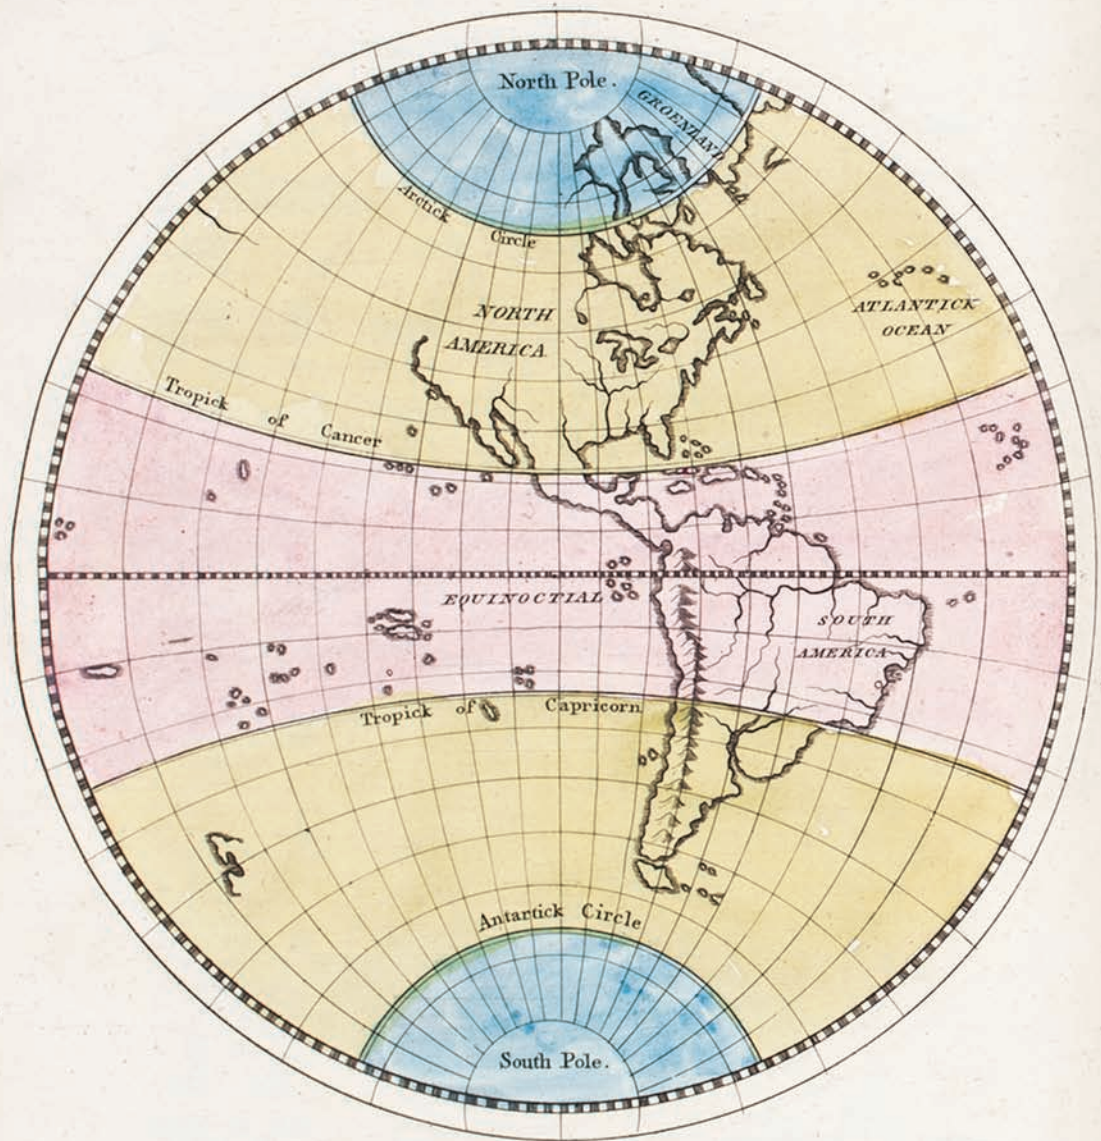 North Pole.
GROENLAND
Arctick Circle
NORTH
AMERICA
ATLANTICK
OCEAN
Tropick of Cancer
EQUINOCTIAL
SOUTH
AMERICA
Tropick of Capricorn
Antartick Circle
South Pole.